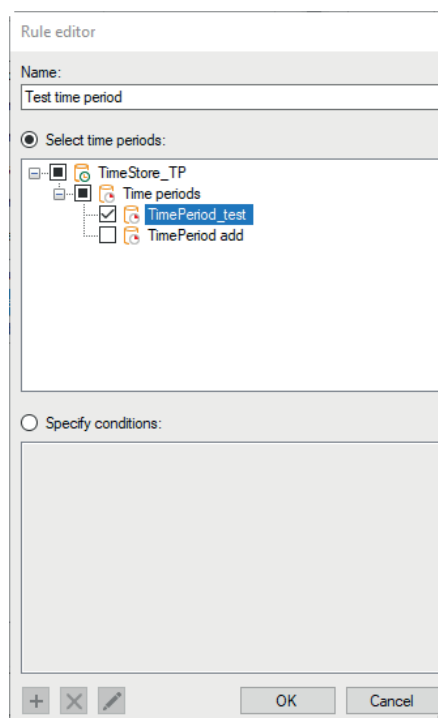 Rule editor
Name:
Test time period
Select time periods:
TimeStore_TP
Time periods
TimePeriod_test
TimePeriod add
Specify conditions:
OK
Cancel